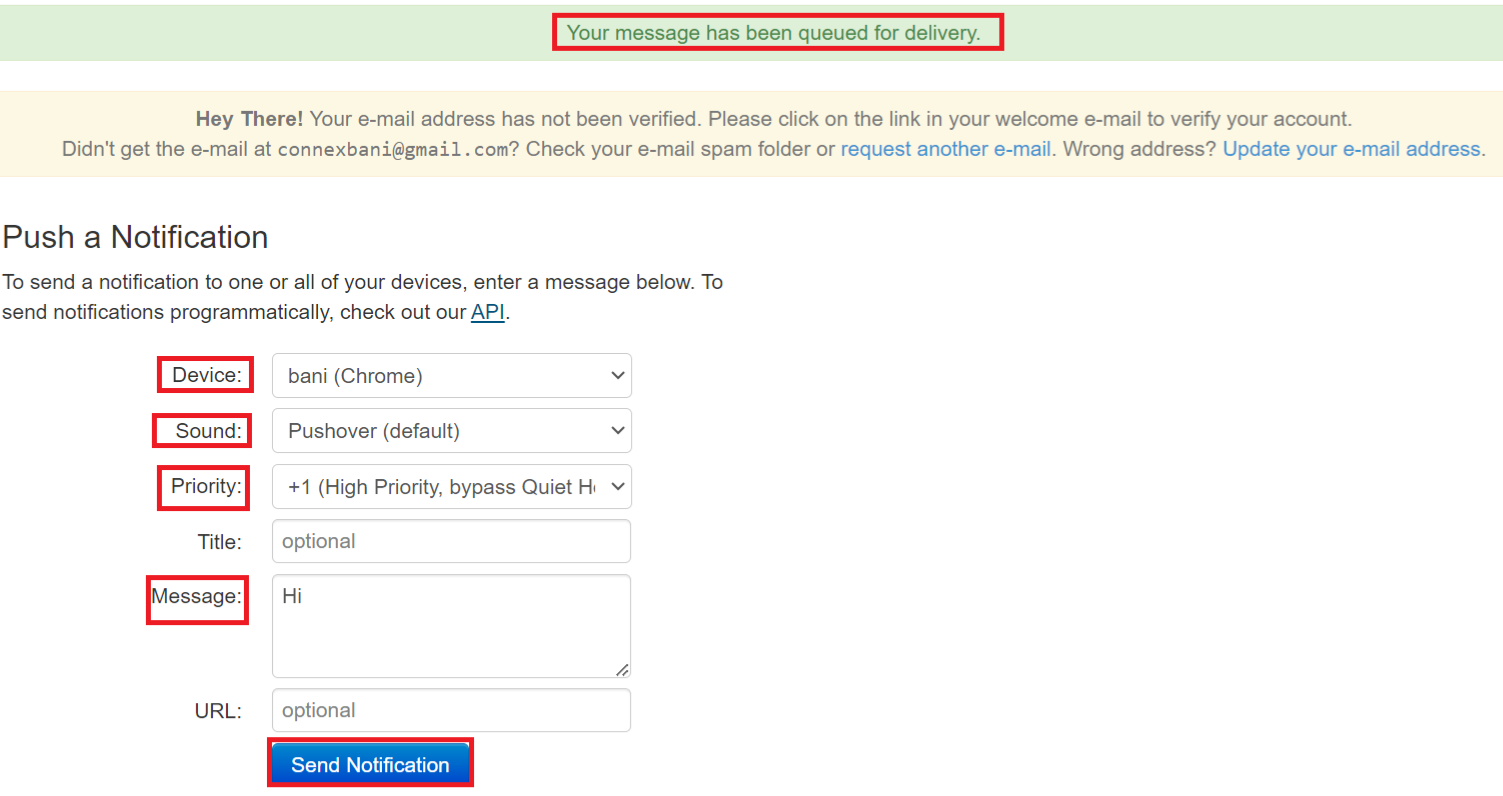 Your message has been queued for delivery.
Hey There! Your e-mail address has not been verified. Please click on the link in your welcome e-mail to verify your account.
Didn't get the e-mail at connexbani@gmail.com? Check your e-mail spam folder or request another e-mail. Wrong address? Update your e-mail address.
Push a Notification
To send a notification to one or all of your devices, enter a message below. To
send notifications programmatically, check out our API.
Device: bani (Chrome)
Sound: Pushover (default)
Priority: +1 (High Priority, bypass Quiet H
Title: optional
Message: Hi
URL: optional
Send Notification